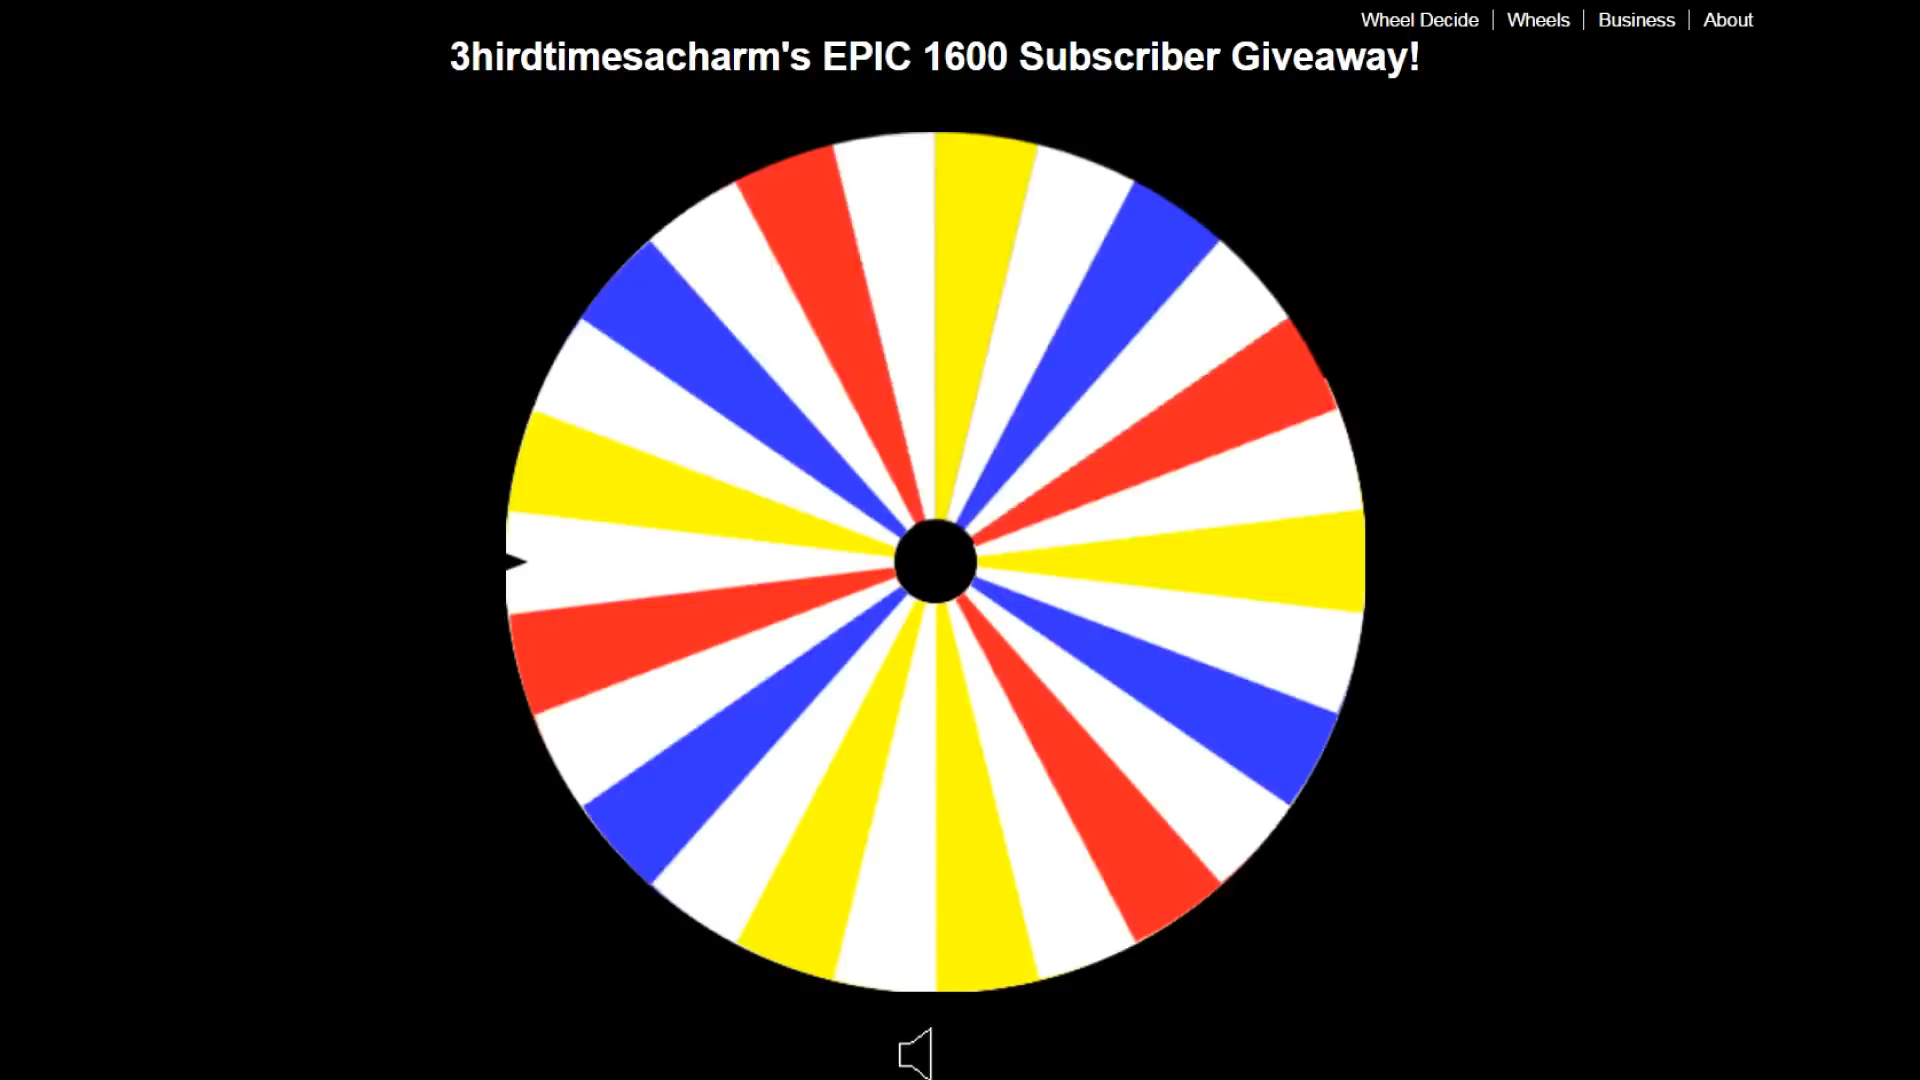 Wheel Decide | Wheels | Business | About
3hirdtimesacharm's EPIC 1600 Subscriber Giveaway!